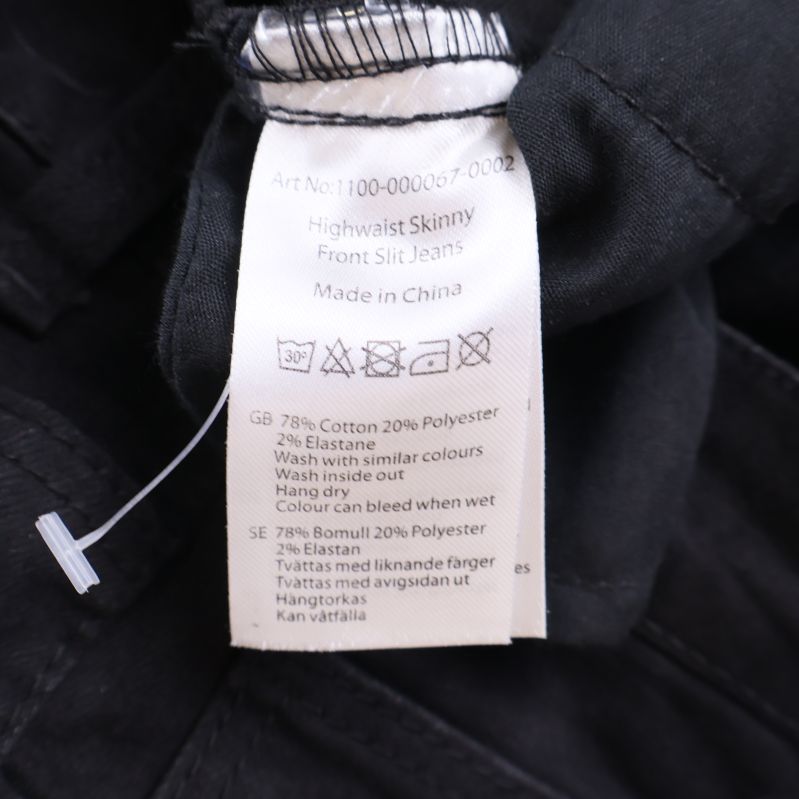 Art No:1100-000067-0002
Highwaist Skinny
Front Slit Jeans
Made in China
30°
GB 78% Cotton 20% Polyester
2% Elastane
Wash with similar colours
Wash inside out
Hang dry
Colour can bleed when wet
SE 78% Bomull 20% Polyester
2% Elastan
Tvättas med liknande färger
Tvättas med avigsidan ut
Hängtorkas
Kan våtfälla
es